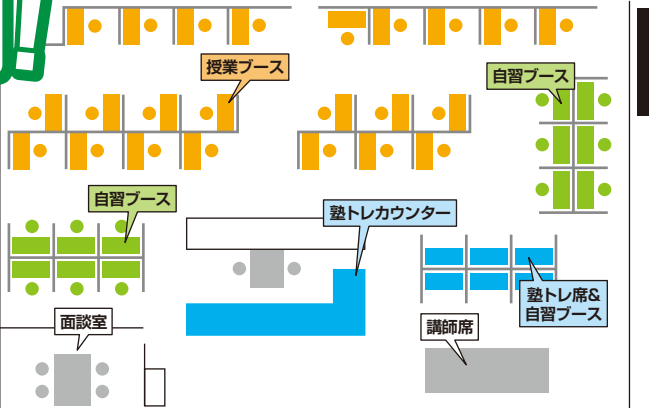 授業ブース
自習ブース
自習ブース
塾トレカウンター
塾トレ席&
自習ブース
面談室
講師席